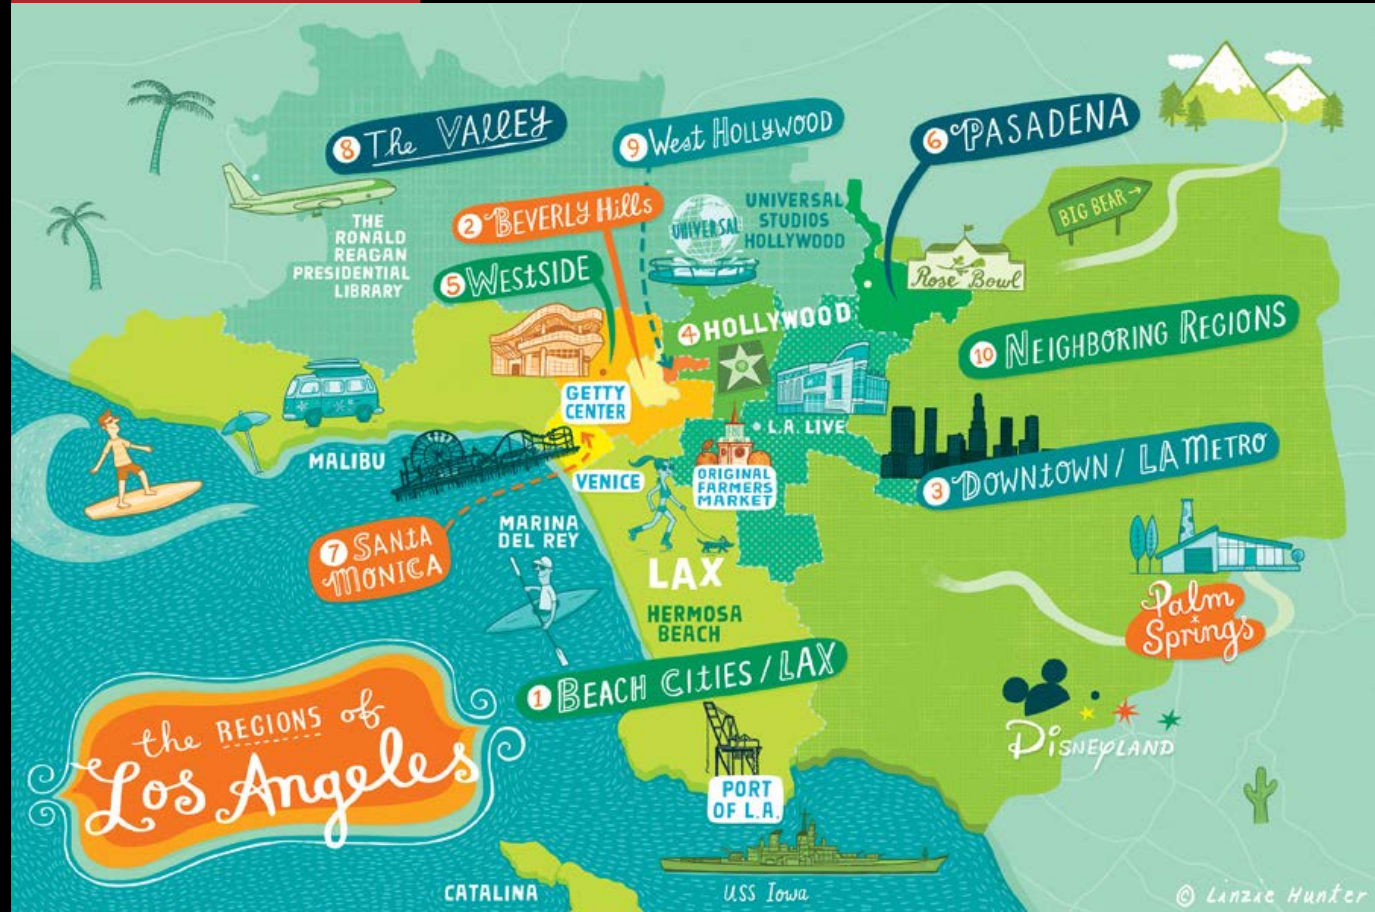 8 The VALLEY
9 West HOLLYWOOD
6 PASADENA
2 BEVERLY Hills
UNIVERSAL
UNIVERSAL
STUDIOS
HOLLYWOOD
BIG BEAR →
THE
RONALD
REAGAN
PRESIDENTIAL
LIBRARY
5 WESTSIDE
Rose Bowl
4 HOLLYWOOD
10 NEIGHBORING REGIONS
GETTY
CENTER
L.A. LIVE
MALIBU
VENICE
ORIGINAL
FARMERS
MARKET
3 DOWNTOWN / LA METRO
7 SANTA
MONICA
MARINA
DEL REY
LAX
HERMOSA
BEACH
Palm
Springs
1 BEACH CITIES / LAX
the REGIONS of
Los Angeles
DISNEYLAND
PORT
OF L.A.
CATALINA
USS Iowa
© Linzie Hunter